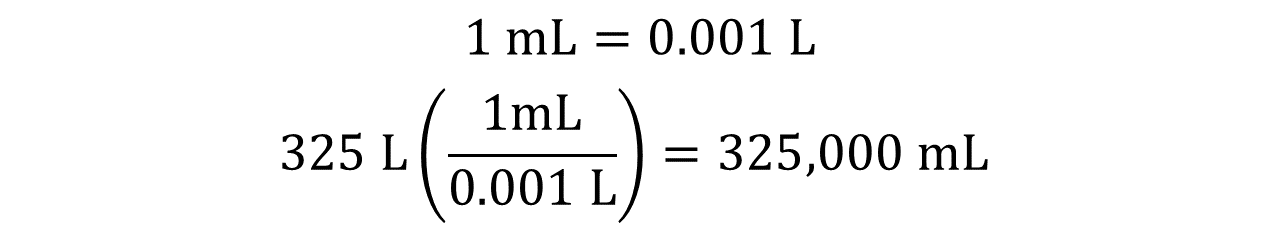 1 mL = 0.001 L
325 L (1mL / 0.001 L) = 325,000 mL